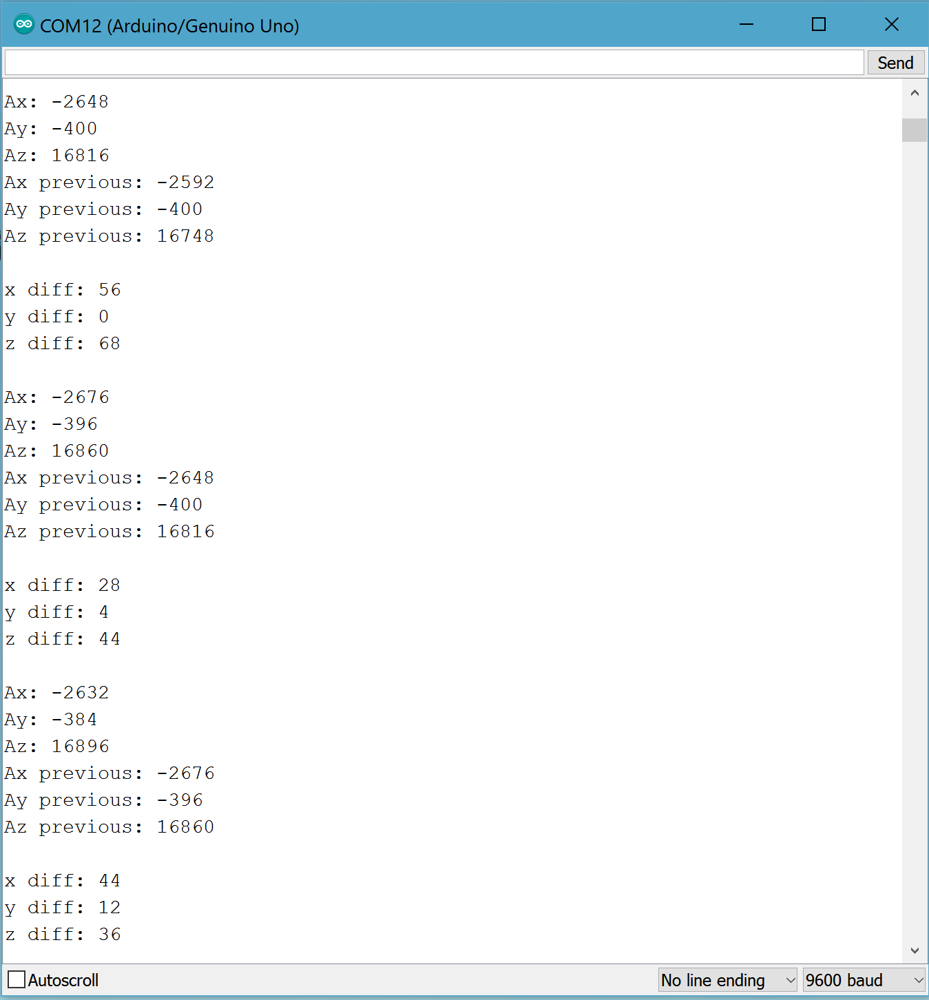 COM12 (Arduino/Genuino Uno)
Send
Ax: -2648
Ay: -400
Az: 16816
Ax previous: -2592
Ay previous: -400
Az previous: 16748
x diff: 56
y diff: 0
z diff: 68
Ax: -2676
Ay: -396
Az: 16860
Ax previous: -2648
Ay previous: -400
Az previous: 16816
x diff: 28
y diff: 4
z diff: 44
Ax: -2632
Ay: -384
Az: 16896
Ax previous: -2676
Ay previous: -396
Az previous: 16860
x diff: 44
y diff: 12
z diff: 36
Autoscroll
No line ending
9600 baud